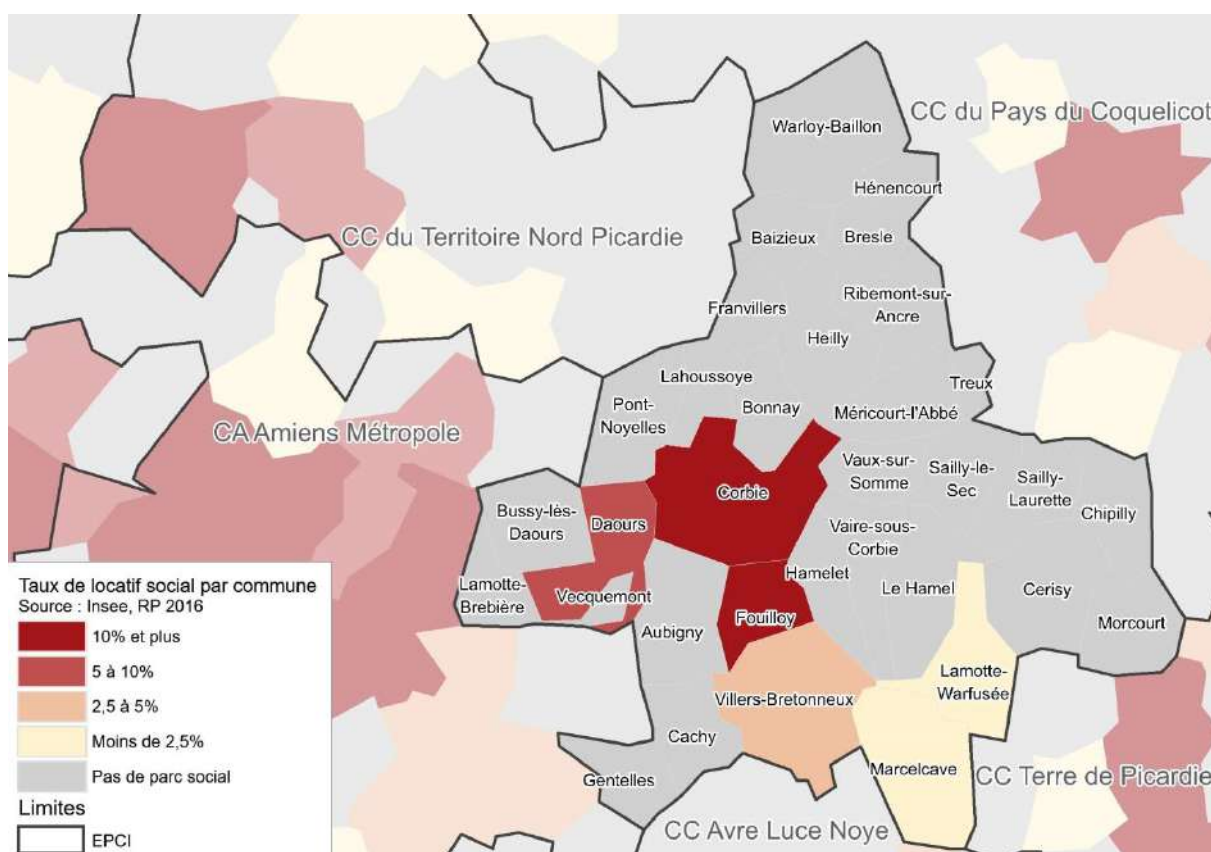 CC du Pays du Coquelicot
Warloy-Baillon
Hénencourt
CC du Territoire Nord Picardie
Baizieux
Bresle
Franvillers
Ribemont-sur-
Ancre
Heilly
Lahoussoye
Treux
Pont-
Noyelles
Bonnay
Méricourt-l'Abbé
CA Amiens Métropole
Vaux-sur-
Somme
Sailly-le-
Sec
Sailly-
Laurette
Corbie
Chipilly
Bussy-lès-
Daours
Daours
Vaire-sous-
Corbie
Hamelet
Le Hamel
Cerisy
Lamotte-
Brebière
Vecquemont
Fouilloy
Aubigny
Morcourt
Lamotte-
Warfusée
Villers-Bretonneux
Cachy
Marcelcave
Gentelles
CC Terre de Picardie
CC Avre Luce Noye
Taux de locatif social par commune
Source : Insee, RP 2016
10% et plus
5 à 10%
2,5 à 5%
Moins de 2,5%
Pas de parc social
Limites
EPCI